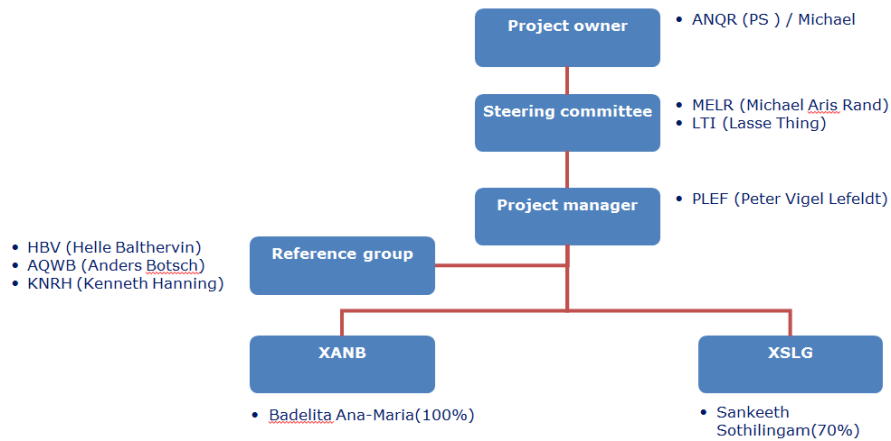 Project owner
• ANQR (PS ) / Michael
Steering committee
• MELR (Michael Aris Rand)
• LTI (Lasse Thing)
Project manager
• PLEF (Peter Vigel Lefeldt)
• HBV (Helle Balthervin)
• AQWB (Anders Botsch)
• KNRH (Kenneth Hanning)
Reference group
XANB
• Badelita Ana-Maria(100%)
XSLG
• Sankeeth
Sothilingam(70%)